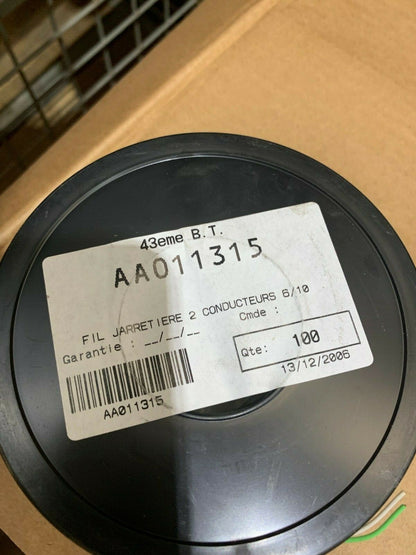 43eme B.T.
AA011315
FIL JARRETIERE 2 CONDUCTEURS 6/10
Garantie : __/__/__ Cmde :
Qte: 100
13/12/2006
AA011315